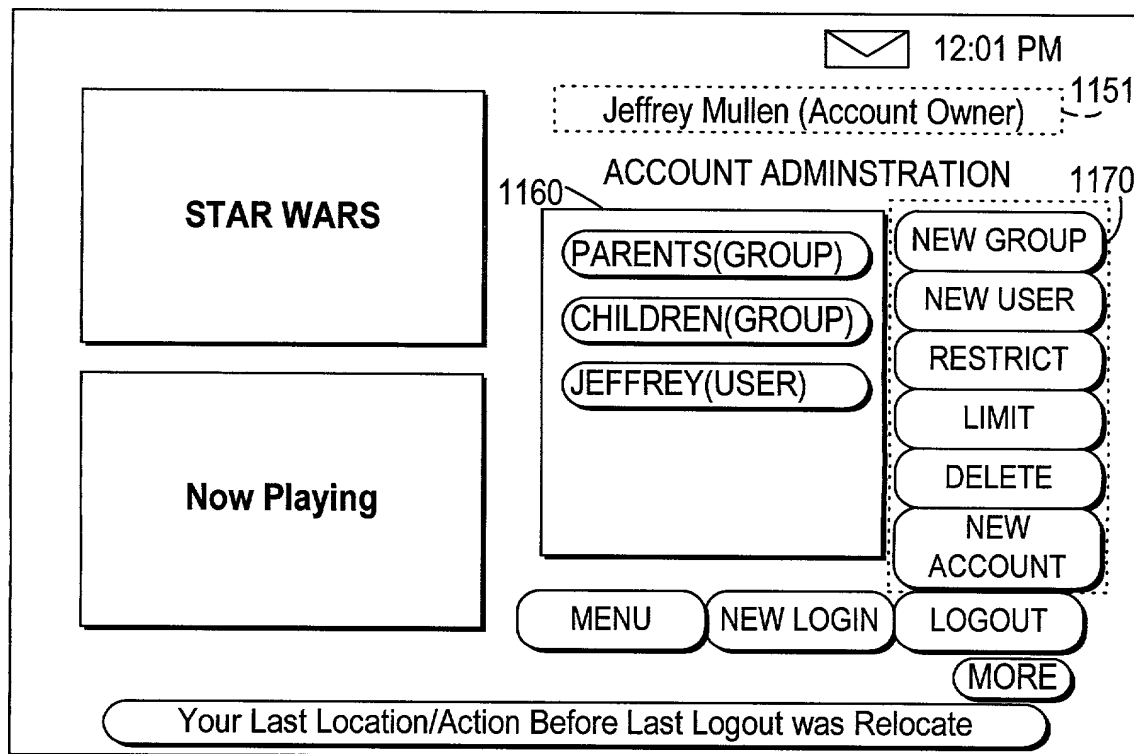 12:01 PM
Jeffrey Mullen (Account Owner)
1151
ACCOUNT ADMINSTRATION
1160
1170
STAR WARS
PARENTS(GROUP)
CHILDREN(GROUP)
JEFFREY(USER)
NEW GROUP
NEW USER
RESTRICT
LIMIT
DELETE
NEW
ACCOUNT
Now Playing
MENU
NEW LOGIN
LOGOUT
MORE
Your Last Location/Action Before Last Logout was Relocate